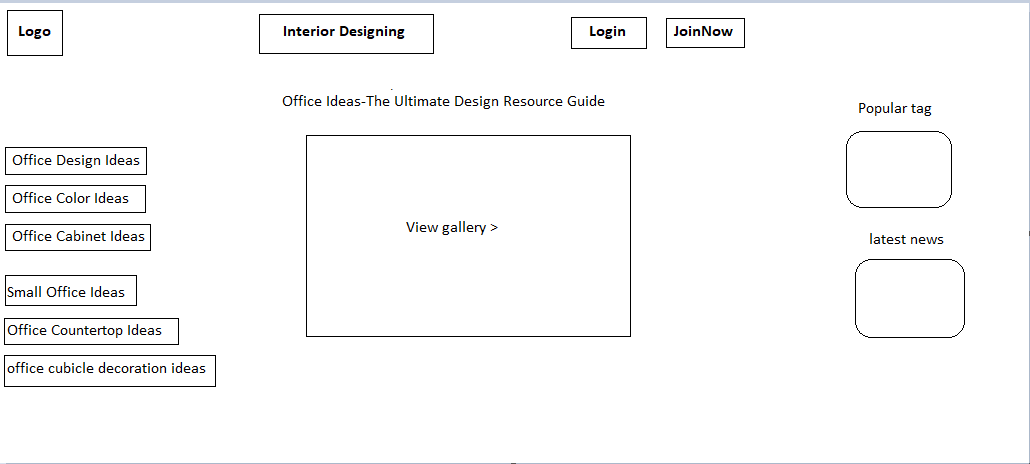 Logo
Interior Designing
Login
JoinNow
Office Ideas-The Ultimate Design Resource Guide
Popular tag
Office Design Ideas
Office Color Ideas
Office Cabinet Ideas
Small Office Ideas
Office Countertop Ideas
office cubicle decoration ideas
View gallery >
latest news